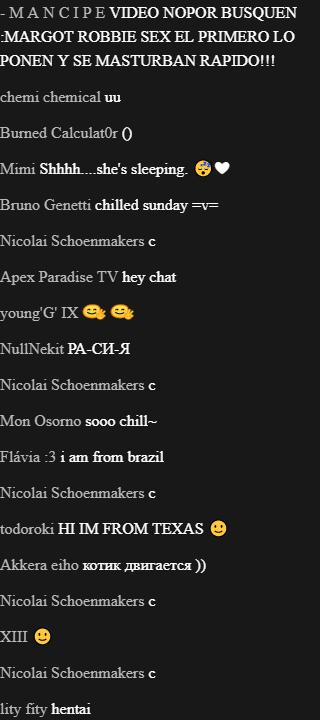 - M A N C I P E VIDEO NOPOR BUSQUEN
:MARGOT ROBBIE SEX EL PRIMERO LO
PONEN Y SE MASTURBAN RAPIDO!!!
chemi chemical uu
Burned Calculat0r ()
Mimi Shhhh....she's sleeping. 😴🤍
Bruno Genetti chilled sunday =v=
Nicolai Schoenmakers c
Apex Paradise TV hey chat
young'G' IX 👋 👋
NullNekit РА-СИ-Я
Nicolai Schoenmakers c
Mon Osorno sooo chill~
Flávia :3 i am from brazil
Nicolai Schoenmakers c
todoroki HI IM FROM TEXAS 🙂
Akkera eiho котик двигается ))
Nicolai Schoenmakers c
XIII 🙂
Nicolai Schoenmakers c
lity fity hentai